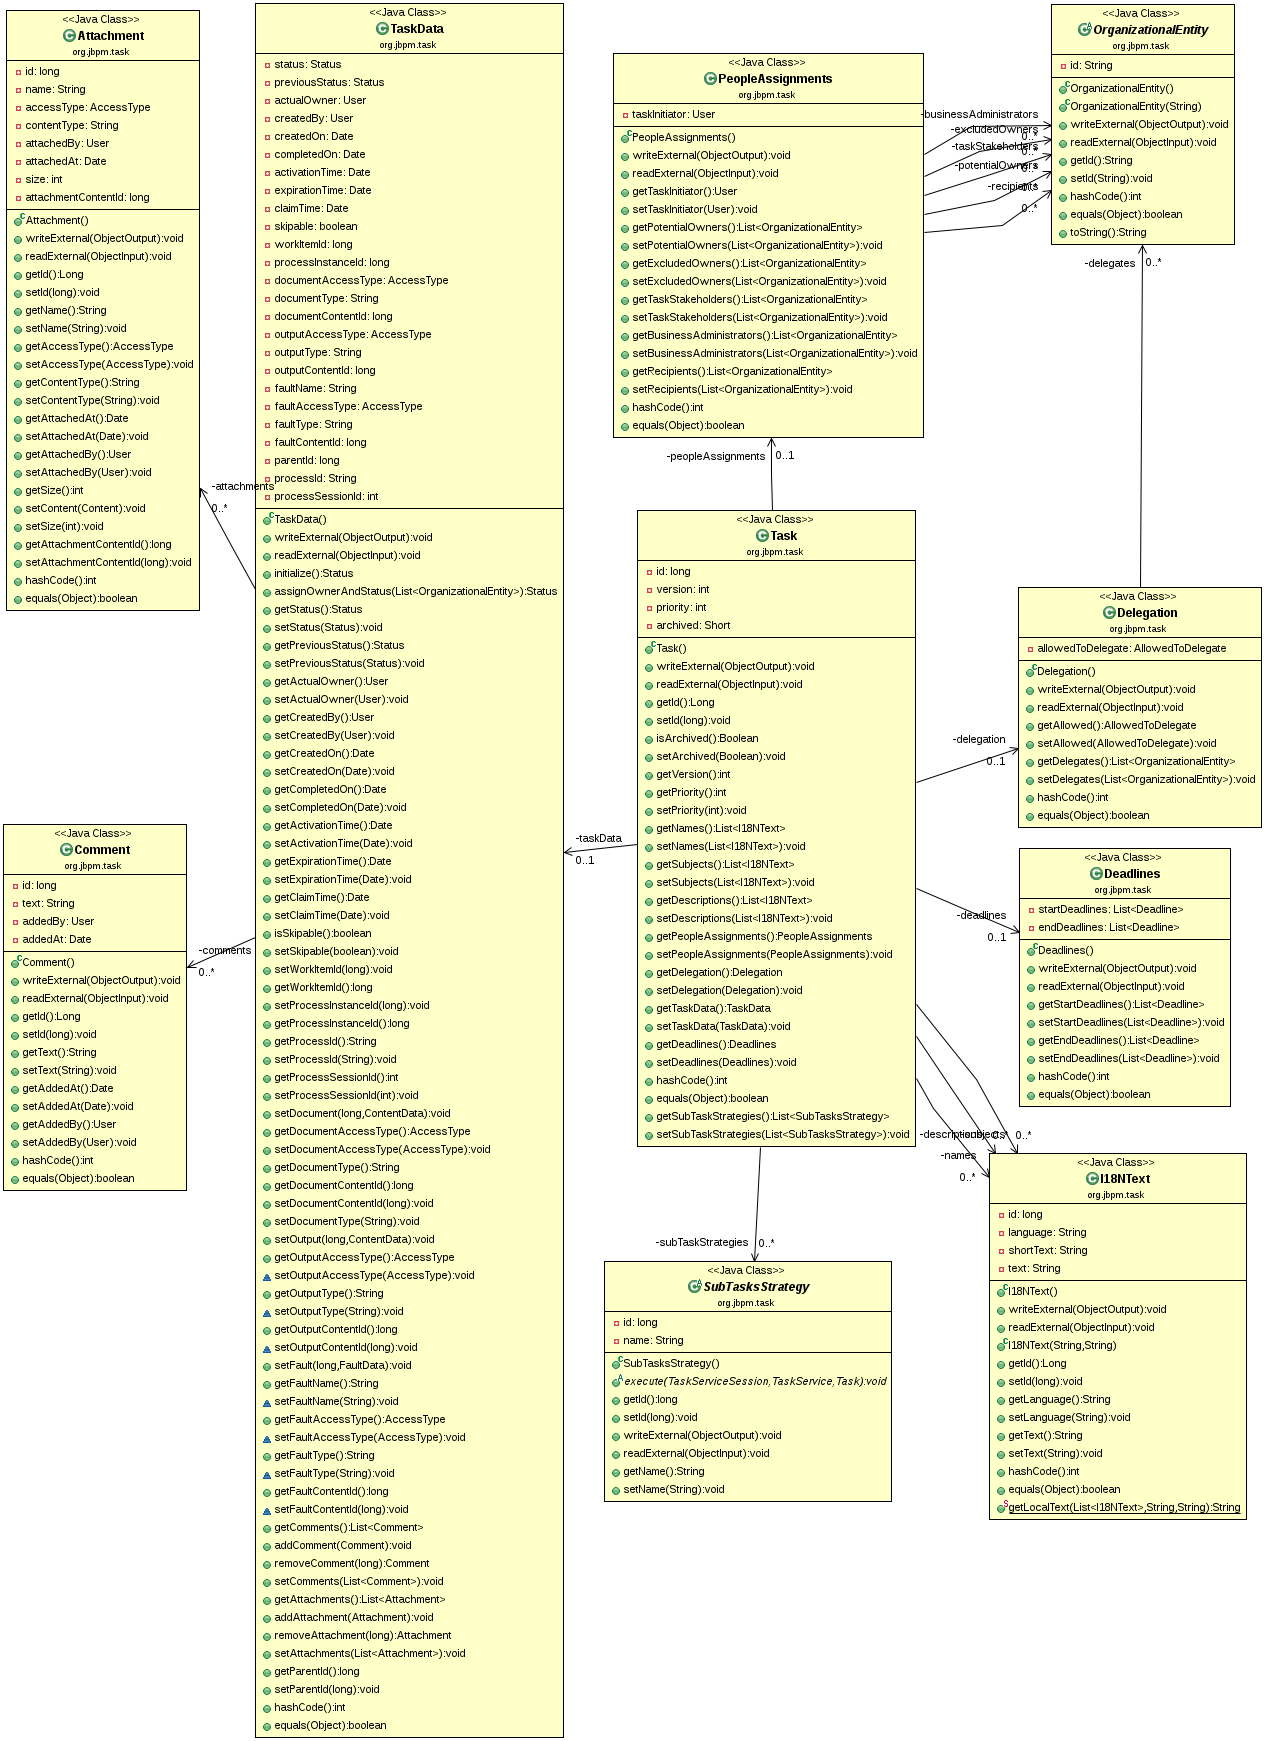 <<Java Class>>
Attachment
org.jbpm.task
id: long
name: String
accessType: AccessType
contentType: String
attachedBy: User
attachedAt: Date
size: int
attachmentContentId: long
Attachment()
writeExternal(ObjectOutput):void
readExternal(ObjectInput):void
getId():Long
setId(long):void
getName():String
setName(String):void
getAccessType():AccessType
setAccessType(AccessType):void
getContentType():String
setContentType(String):void
getAttachedAt():Date
setAttachedAt(Date):void
getAttachedBy():User
setAttachedBy(User):void
getSize():int
setContent(Content):void
setSize(int):void
getAttachmentContentId():long
setAttachmentContentId(long):void
hashCode():int
equals(Object):boolean
-attachments
0..*
<<Java Class>>
Comment
org.jbpm.task
id: long
text: String
addedBy: User
addedAt: Date
Comment()
writeExternal(ObjectOutput):void
readExternal(ObjectInput):void
getId():Long
setId(long):void
getText():String
setText(String):void
getAddedAt():Date
setAddedAt(Date):void
getAddedBy():User
setAddedBy(User):void
hashCode():int
equals(Object):boolean
-comments
0..*
<<Java Class>>
TaskData
org.jbpm.task
status: Status
previousStatus: Status
actualOwner: User
createdBy: User
createdOn: Date
completedOn: Date
activationTime: Date
expirationTime: Date
claimTime: Date
skipable: boolean
workItemId: long
processInstanceId: long
documentAccessType: AccessType
documentType: String
documentContentId: long
outputAccessType: AccessType
outputType: String
outputContentId: long
faultName: String
faultAccessType: AccessType
faultType: String
faultContentId: long
parentId: long
processId: String
processSessionId: int
TaskData()
writeExternal(ObjectOutput):void
readExternal(ObjectInput):void
initialize():Status
assignOwnerAndStatus(List<OrganizationalEntity>):Status
getStatus():Status
setStatus(Status):void
getPreviousStatus():Status
setPreviousStatus(Status):void
getActualOwner():User
setActualOwner(User):void
getCreatedBy():User
setCreatedBy(User):void
getCreatedOn():Date
setCreatedOn(Date):void
getCompletedOn():Date
setCompletedOn(Date):void
getActivationTime():Date
setActivationTime(Date):void
getExpirationTime():Date
setExpirationTime(Date):void
getClaimTime():Date
setClaimTime(Date):void
isSkipable():boolean
setSkipable(boolean):void
setWorkItemId(long):void
getWorkItemId():long
setProcessInstanceId(long):void
getProcessInstanceId():long
getProcessId():String
setProcessId(String):void
getProcessSessionId():int
setProcessSessionId(int):void
setDocument(long,ContentData):void
getDocumentAccessType():AccessType
setDocumentAccessType(AccessType):void
getDocumentType():String
getDocumentContentId():long
setDocumentContentId(long):void
setDocumentType(String):void
setOutput(long,ContentData):void
getOutputAccessType():AccessType
setOutputAccessType(AccessType):void
getOutputType():String
setOutputType(String):void
getOutputContentId():long
setOutputContentId(long):void
setFault(long,FaultData):void
getFaultName():String
setFaultName(String):void
getFaultAccessType():AccessType
setFaultAccessType(AccessType):void
getFaultType():String
setFaultType(String):void
getFaultContentId():long
setFaultContentId(long):void
getComments():List<Comment>
addComment(Comment):void
removeComment(long):Comment
setComments(List<Comment>):void
getAttachments():List<Attachment>
addAttachment(Attachment):void
removeAttachment(long):Attachment
setAttachments(List<Attachment>):void
getParentId():long
setParentId(long):void
hashCode():int
equals(Object):boolean
-taskData
0..1
<<Java Class>>
PeopleAssignments
org.jbpm.task
taskInitiator: User
PeopleAssignments()
writeExternal(ObjectOutput):void
readExternal(ObjectInput):void
getTaskInitiator():User
setTaskInitiator(User):void
getPotentialOwners():List<OrganizationalEntity>
setPotentialOwners(List<OrganizationalEntity>):void
getExcludedOwners():List<OrganizationalEntity>
setExcludedOwners(List<OrganizationalEntity>):void
getTaskStakeholders():List<OrganizationalEntity>
setTaskStakeholders(List<OrganizationalEntity>):void
getBusinessAdministrators():List<OrganizationalEntity>
setBusinessAdministrators(List<OrganizationalEntity>):void
getRecipients():List<OrganizationalEntity>
setRecipients(List<OrganizationalEntity>):void
hashCode():int
equals(Object):boolean
-peopleAssignments
0..1
-businessAdministrators
-excludedOwners
0..*
-taskStakeholders
0..*
-potentialOwners
0..*
-recipients
0..*
0..*
<<Java Class>>
OrganizationalEntity
org.jbpm.task
id: String
OrganizationalEntity()
OrganizationalEntity(String)
writeExternal(ObjectOutput):void
readExternal(ObjectInput):void
getId():String
setId(String):void
hashCode():int
equals(Object):boolean
toString():String
-delegates
0..*
<<Java Class>>
Task
org.jbpm.task
id: long
version: int
priority: int
archived: Short
Task()
writeExternal(ObjectOutput):void
readExternal(ObjectInput):void
getId():Long
setId(long):void
isArchived():Boolean
setArchived(Boolean):void
getVersion():int
getPriority():int
setPriority(int):void
getNames():List<I18NText>
setNames(List<I18NText>):void
getSubjects():List<I18NText>
setSubjects(List<I18NText>):void
getDescriptions():List<I18NText>
setDescriptions(List<I18NText>):void
getPeopleAssignments():PeopleAssignments
setPeopleAssignments(PeopleAssignments):void
getDelegation():Delegation
setDelegation(Delegation):void
getTaskData():TaskData
setTaskData(TaskData):void
getDeadlines():Deadlines
setDeadlines(Deadlines):void
hashCode():int
equals(Object):boolean
getSubTaskStrategies():List<SubTasksStrategy>
setSubTaskStrategies(List<SubTasksStrategy>):void
-delegation
0..1
-deadlines
0..1
-descriptions
-subjects
0..*
0..*
-names
0..*
-subTaskStrategies
0..*
<<Java Class>>
Delegation
org.jbpm.task
allowedToDelegate: AllowedToDelegate
Delegation()
writeExternal(ObjectOutput):void
readExternal(ObjectInput):void
getAllowed():AllowedToDelegate
setAllowed(AllowedToDelegate):void
getDelegates():List<OrganizationalEntity>
setDelegates(List<OrganizationalEntity>):void
hashCode():int
equals(Object):boolean
<<Java Class>>
Deadlines
org.jbpm.task
startDeadlines: List<Deadline>
endDeadlines: List<Deadline>
Deadlines()
writeExternal(ObjectOutput):void
readExternal(ObjectInput):void
getStartDeadlines():List<Deadline>
setStartDeadlines(List<Deadline>):void
getEndDeadlines():List<Deadline>
setEndDeadlines(List<Deadline>):void
hashCode():int
equals(Object):boolean
<<Java Class>>
SubTasksStrategy
org.jbpm.task
id: long
name: String
SubTasksStrategy()
execute(TaskServiceSession,TaskService,Task):void
getId():long
setId(long):void
writeExternal(ObjectOutput):void
readExternal(ObjectInput):void
getName():String
setName(String):void
<<Java Class>>
I18NText
org.jbpm.task
id: long
language: String
shortText: String
text: String
I18NText()
writeExternal(ObjectOutput):void
readExternal(ObjectInput):void
I18NText(String,String)
getId():Long
setId(long):void
getLanguage():String
setLanguage(String):void
getText():String
setText(String):void
hashCode():int
equals(Object):boolean
getLocalText(List<I18NText>,String,String):String